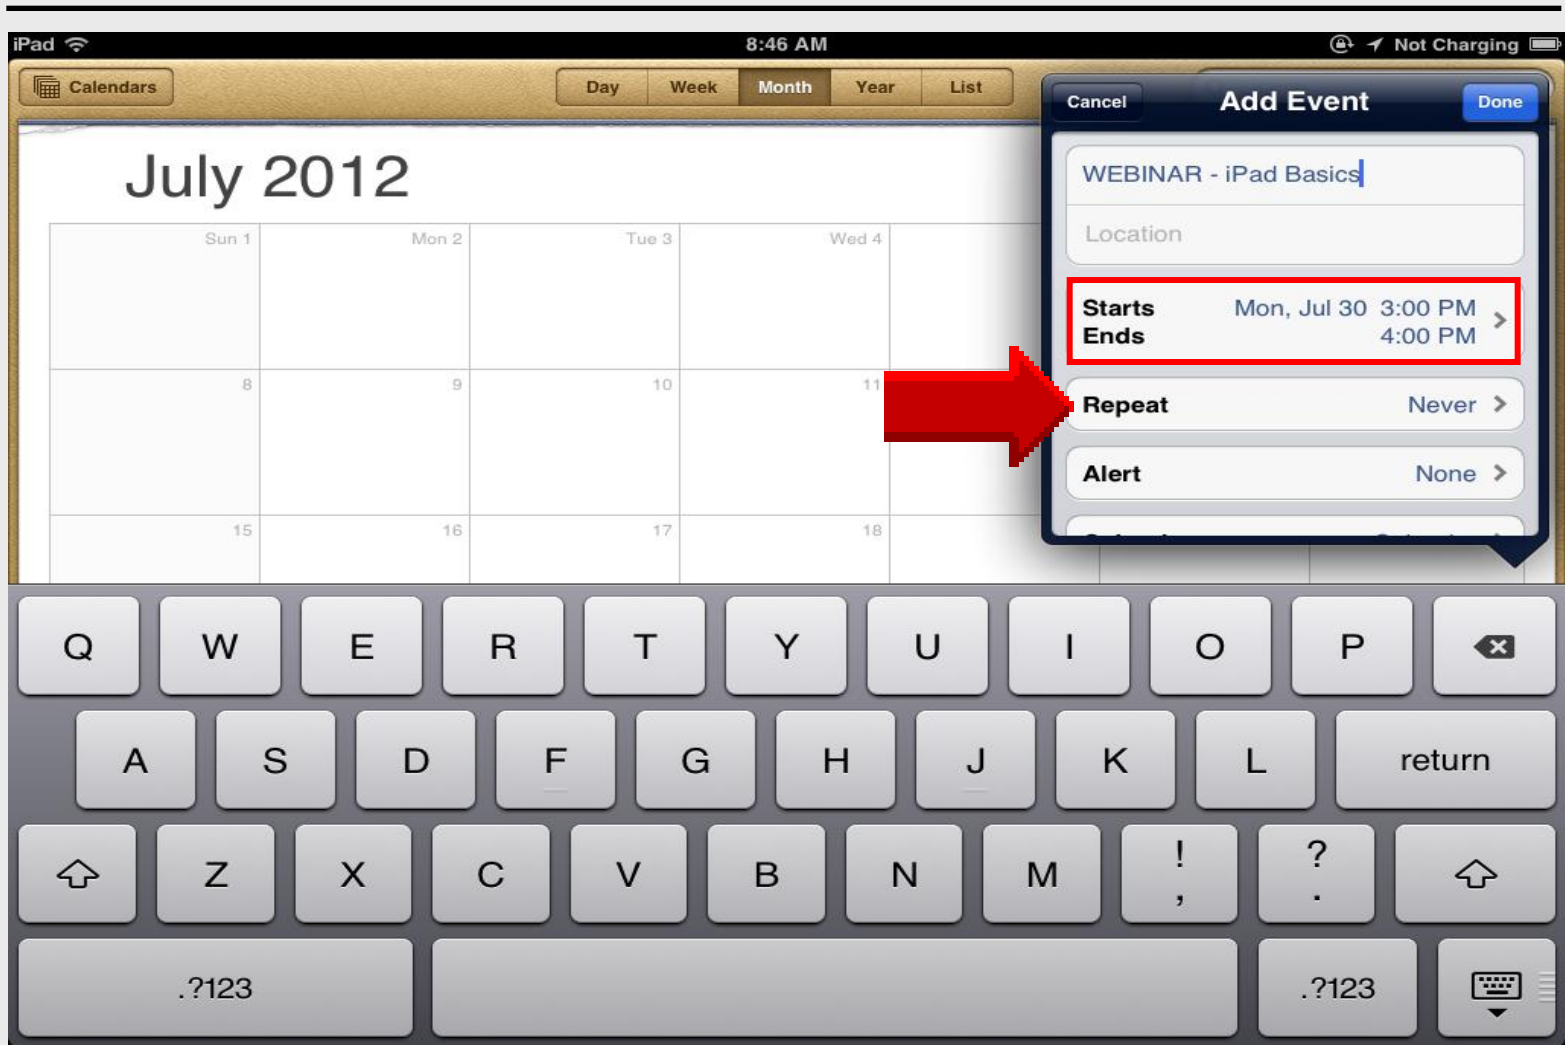 iPad 8:46 AM Not Charging
Calendars Day Week Month Year List
Cancel Add Event Done
July 2012
WEBINAR - iPad Basics
Location
Sun 1 Mon 2 Tue 3 Wed 4
Starts Mon, Jul 30 3:00 PM
Ends 4:00 PM
8 9 10 11
Repeat Never
Alert None
15 16 17 18
Q W E R T Y U I O P
A S D F G H J K L return
Z X C V B N M ! , ? .
.?123 .?123